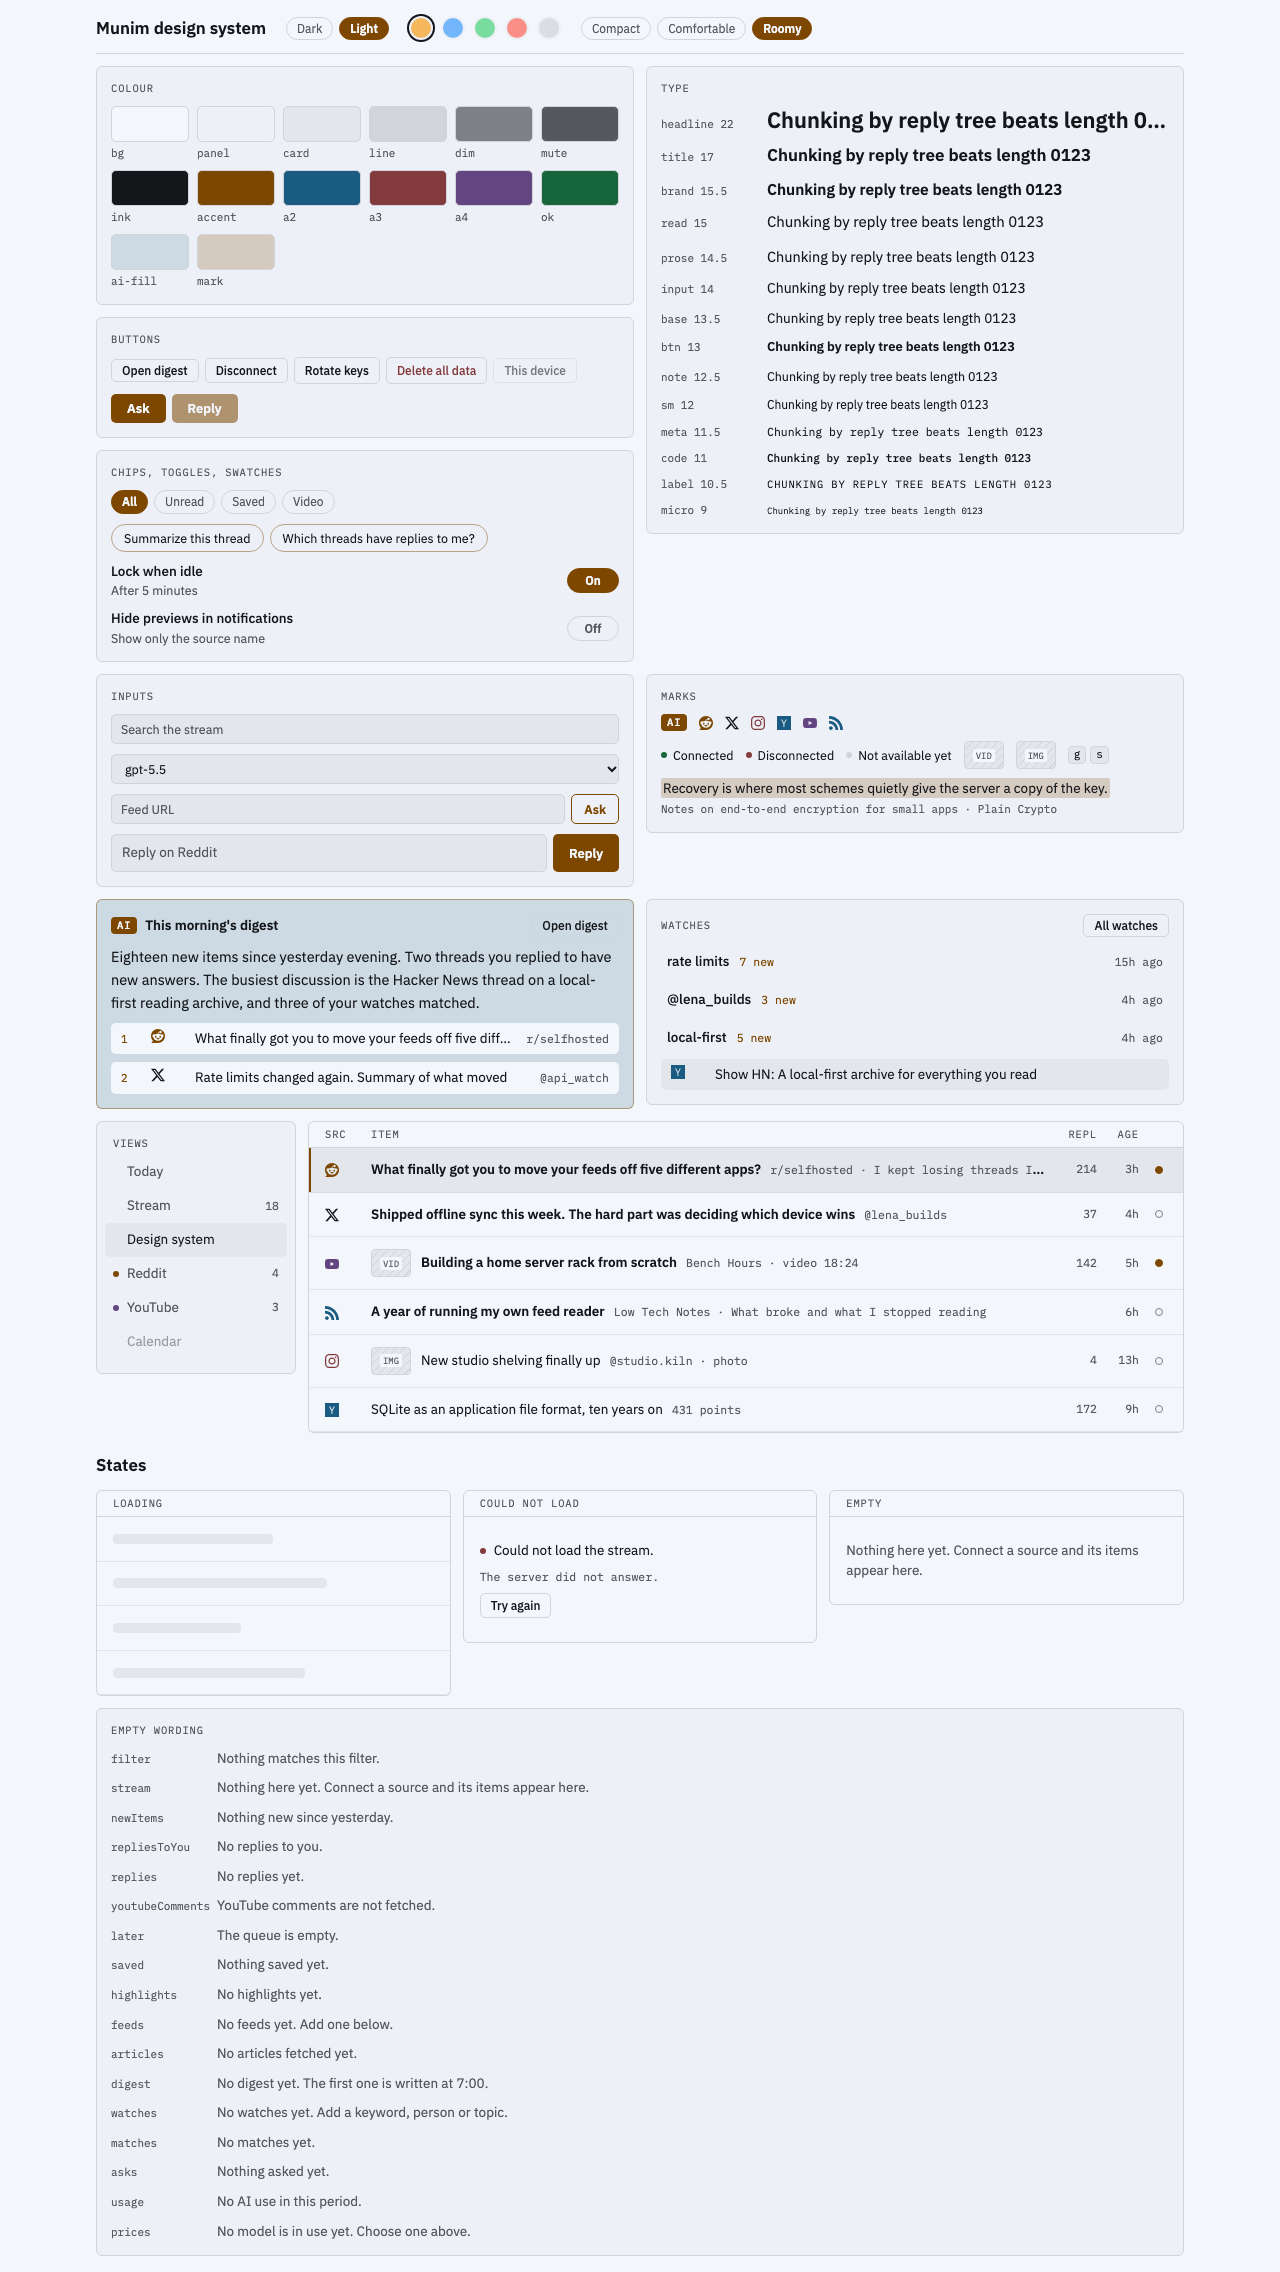 Munim design system Dark Light Compact Comfortable Roomy
COLOUR
bg panel card line dim mute
ink accent a2 a3 a4 ok
ai-fill mark
BUTTONS
Open digest Disconnect Rotate keys Delete all data This device
Ask Reply
CHIPS, TOGGLES, SWATCHES
All Unread Saved Video
Summarize this thread Which threads have replies to me?
Lock when idle
After 5 minutes
On
Hide previews in notifications
Show only the source name
Off
TYPE
headline 22 Chunking by reply tree beats length 0...
title 17 Chunking by reply tree beats length 0123
brand 15.5 Chunking by reply tree beats length 0123
read 15 Chunking by reply tree beats length 0123
prose 14.5 Chunking by reply tree beats length 0123
input 14 Chunking by reply tree beats length 0123
base 13.5 Chunking by reply tree beats length 0123
btn 13 Chunking by reply tree beats length 0123
note 12.5 Chunking by reply tree beats length 0123
sm 12 Chunking by reply tree beats length 0123
meta 11.5 Chunking by reply tree beats length 0123
code 11 Chunking by reply tree beats length 0123
label 10.5 CHUNKING BY REPLY TREE BEATS LENGTH 0123
micro 9 Chunking by reply tree beats length 0123
INPUTS
Search the stream
gpt-5.5
Feed URL Ask
Reply on Reddit Reply
MARKS
AI X Y
Connected Disconnected Not available yet VID IMG g s
Recovery is where most schemes quietly give the server a copy of the key.
Notes on end-to-end encryption for small apps · Plain Crypto
AI This morning's digest Open digest
Eighteen new items since yesterday evening. Two threads you replied to have
new answers. The busiest discussion is the Hacker News thread on a local-
first reading archive, and three of your watches matched.
1 What finally got you to move your feeds off five diff... r/selfhosted
2 X Rate limits changed again. Summary of what moved @api_watch
WATCHES All watches
rate limits 7 new 15h ago
@lena_builds 3 new 4h ago
local-first 5 new 4h ago
Y Show HN: A local-first archive for everything you read
VIEWS
Today
Stream 18
Design system
Reddit 4
YouTube 3
Calendar
SRC ITEM REPL AGE
What finally got you to move your feeds off five different apps? r/selfhosted · I kept losing threads I... 214 3h
X Shipped offline sync this week. The hard part was deciding which device wins @lena_builds 37 4h
VID Building a home server rack from scratch Bench Hours · video 18:24 142 5h
A year of running my own feed reader Low Tech Notes · What broke and what I stopped reading 6h
IMG New studio shelving finally up @studio.kiln · photo 4 13h
Y SQLite as an application file format, ten years on 431 points 172 9h
States
LOADING
COULD NOT LOAD
Could not load the stream.
The server did not answer.
Try again
EMPTY
Nothing here yet. Connect a source and its items
appear here.
EMPTY WORDING
filter Nothing matches this filter.
stream Nothing here yet. Connect a source and its items appear here.
newItems Nothing new since yesterday.
repliesToYou No replies to you.
replies No replies yet.
youtubeComments YouTube comments are not fetched.
later The queue is empty.
saved Nothing saved yet.
highlights No highlights yet.
feeds No feeds yet. Add one below.
articles No articles fetched yet.
digest No digest yet. The first one is written at 7:00.
watches No watches yet. Add a keyword, person or topic.
matches No matches yet.
asks Nothing asked yet.
usage No AI use in this period.
prices No model is in use yet. Choose one above.